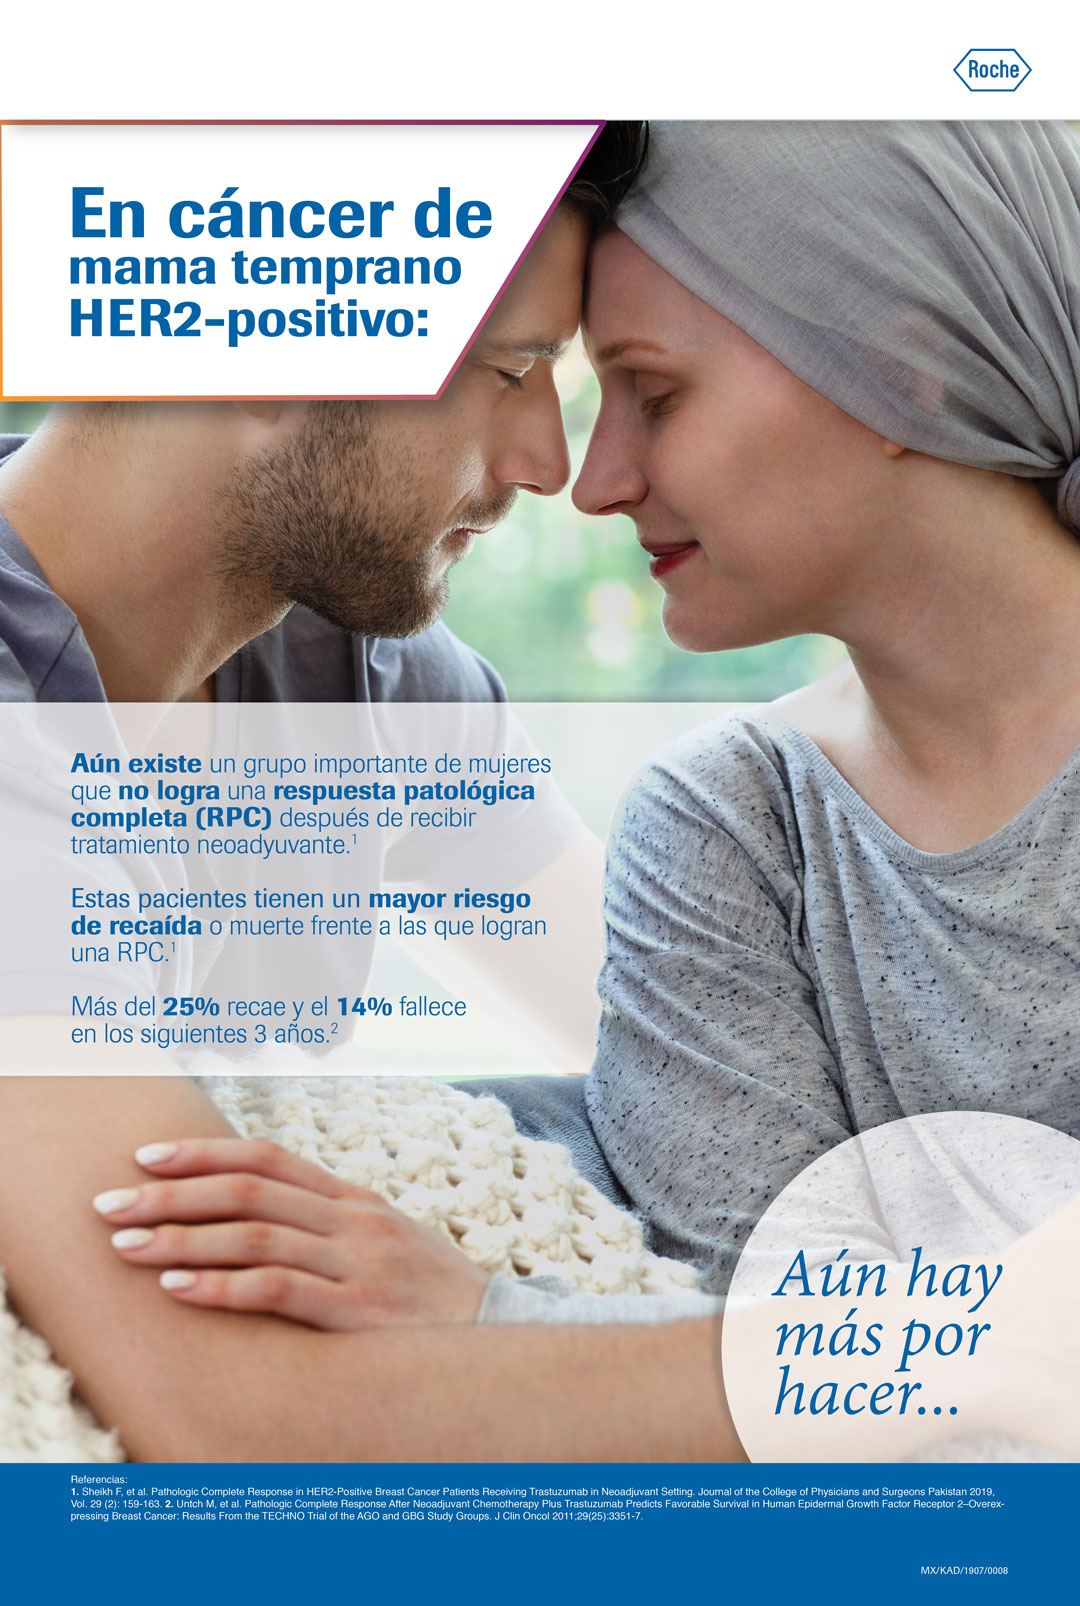 Roche
En cáncer de
mama temprano
HER2-positivo:
Aún existe un grupo importante de mujeres
que no logra una respuesta patológica
completa (RPC) después de recibir
tratamiento neoadyuvante.¹
Estas pacientes tienen un mayor riesgo
de recaída o muerte frente a las que logran
una RPC.¹
Más del 25% recae y el 14% fallece
en los siguientes 3 años.²
Aún hay
más por
hacer...
Referencias:
1. Sheikh F, et al. Pathologic Complete Response in HER2-Positive Breast Cancer Patients Receiving Trastuzumab in Neoadjuvant Setting. Journal of the College of Physicians and Surgeons Pakistan 2019,
Vol. 29 (2): 159-163. 2. Untch M, et al. Pathologic Complete Response After Neoadjuvant Chemotherapy Plus Trastuzumab Predicts Favorable Survival in Human Epidermal Growth Factor Receptor 2–Overex-
pressing Breast Cancer: Results From the TECHNO Trial of the AGO and GBG Study Groups. J Clin Oncol 2011;29(25):3351-7.
MX/KAD/1907/0008